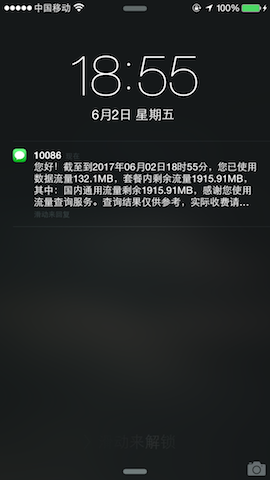 中国移动 100%
18:55
6月2日 星期五
10086 现在
您好！截至到2017年06月02日18时55分，您已使用
数据流量132.1MB，套餐内剩余流量1915.91MB，
其中：国内通用流量剩余1915.91MB，感谢您使用
流量查询服务。查询结果仅供参考，实际收费请…
滑动来回复
动来解锁